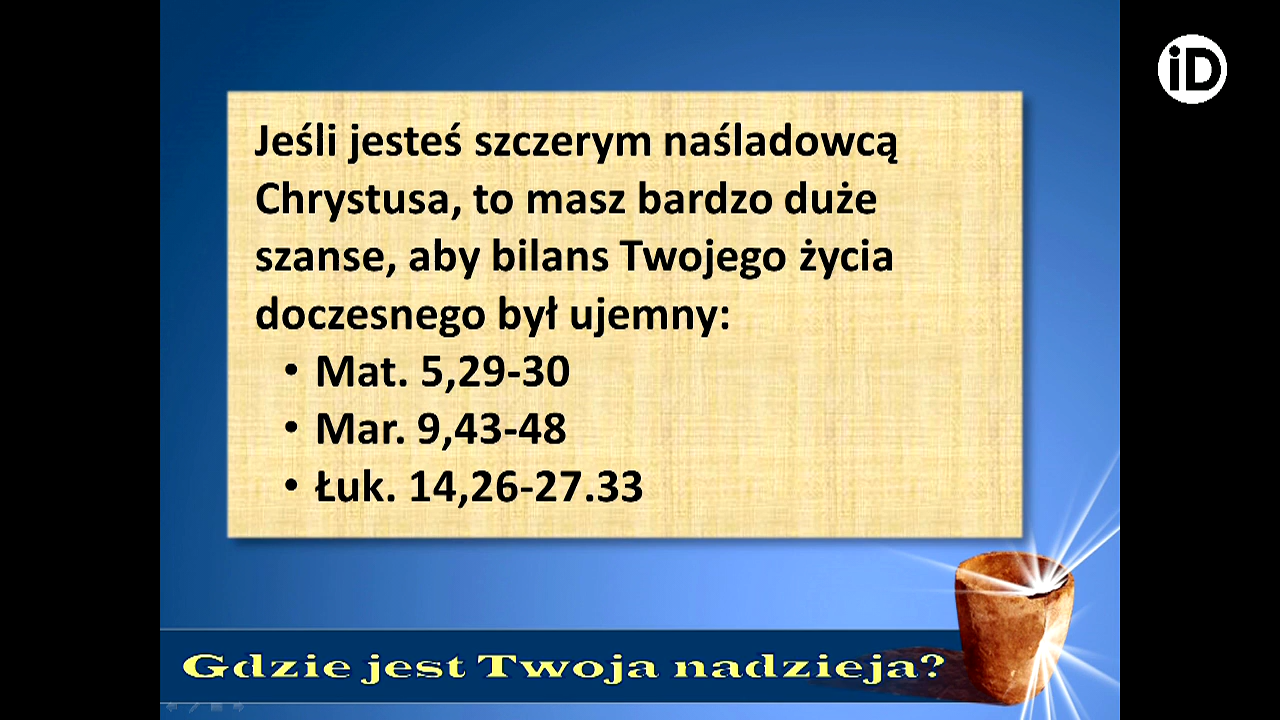 iD
Jeśli jesteś szczerym naśladowcą
Chrystusa, to masz bardzo duże
szanse, aby bilans Twojego życia
doczesnego był ujemny:
• Mat. 5,29-30
• Mar. 9,43-48
• Łuk. 14,26-27.33
Gdzie jest Twoja nadzieja?